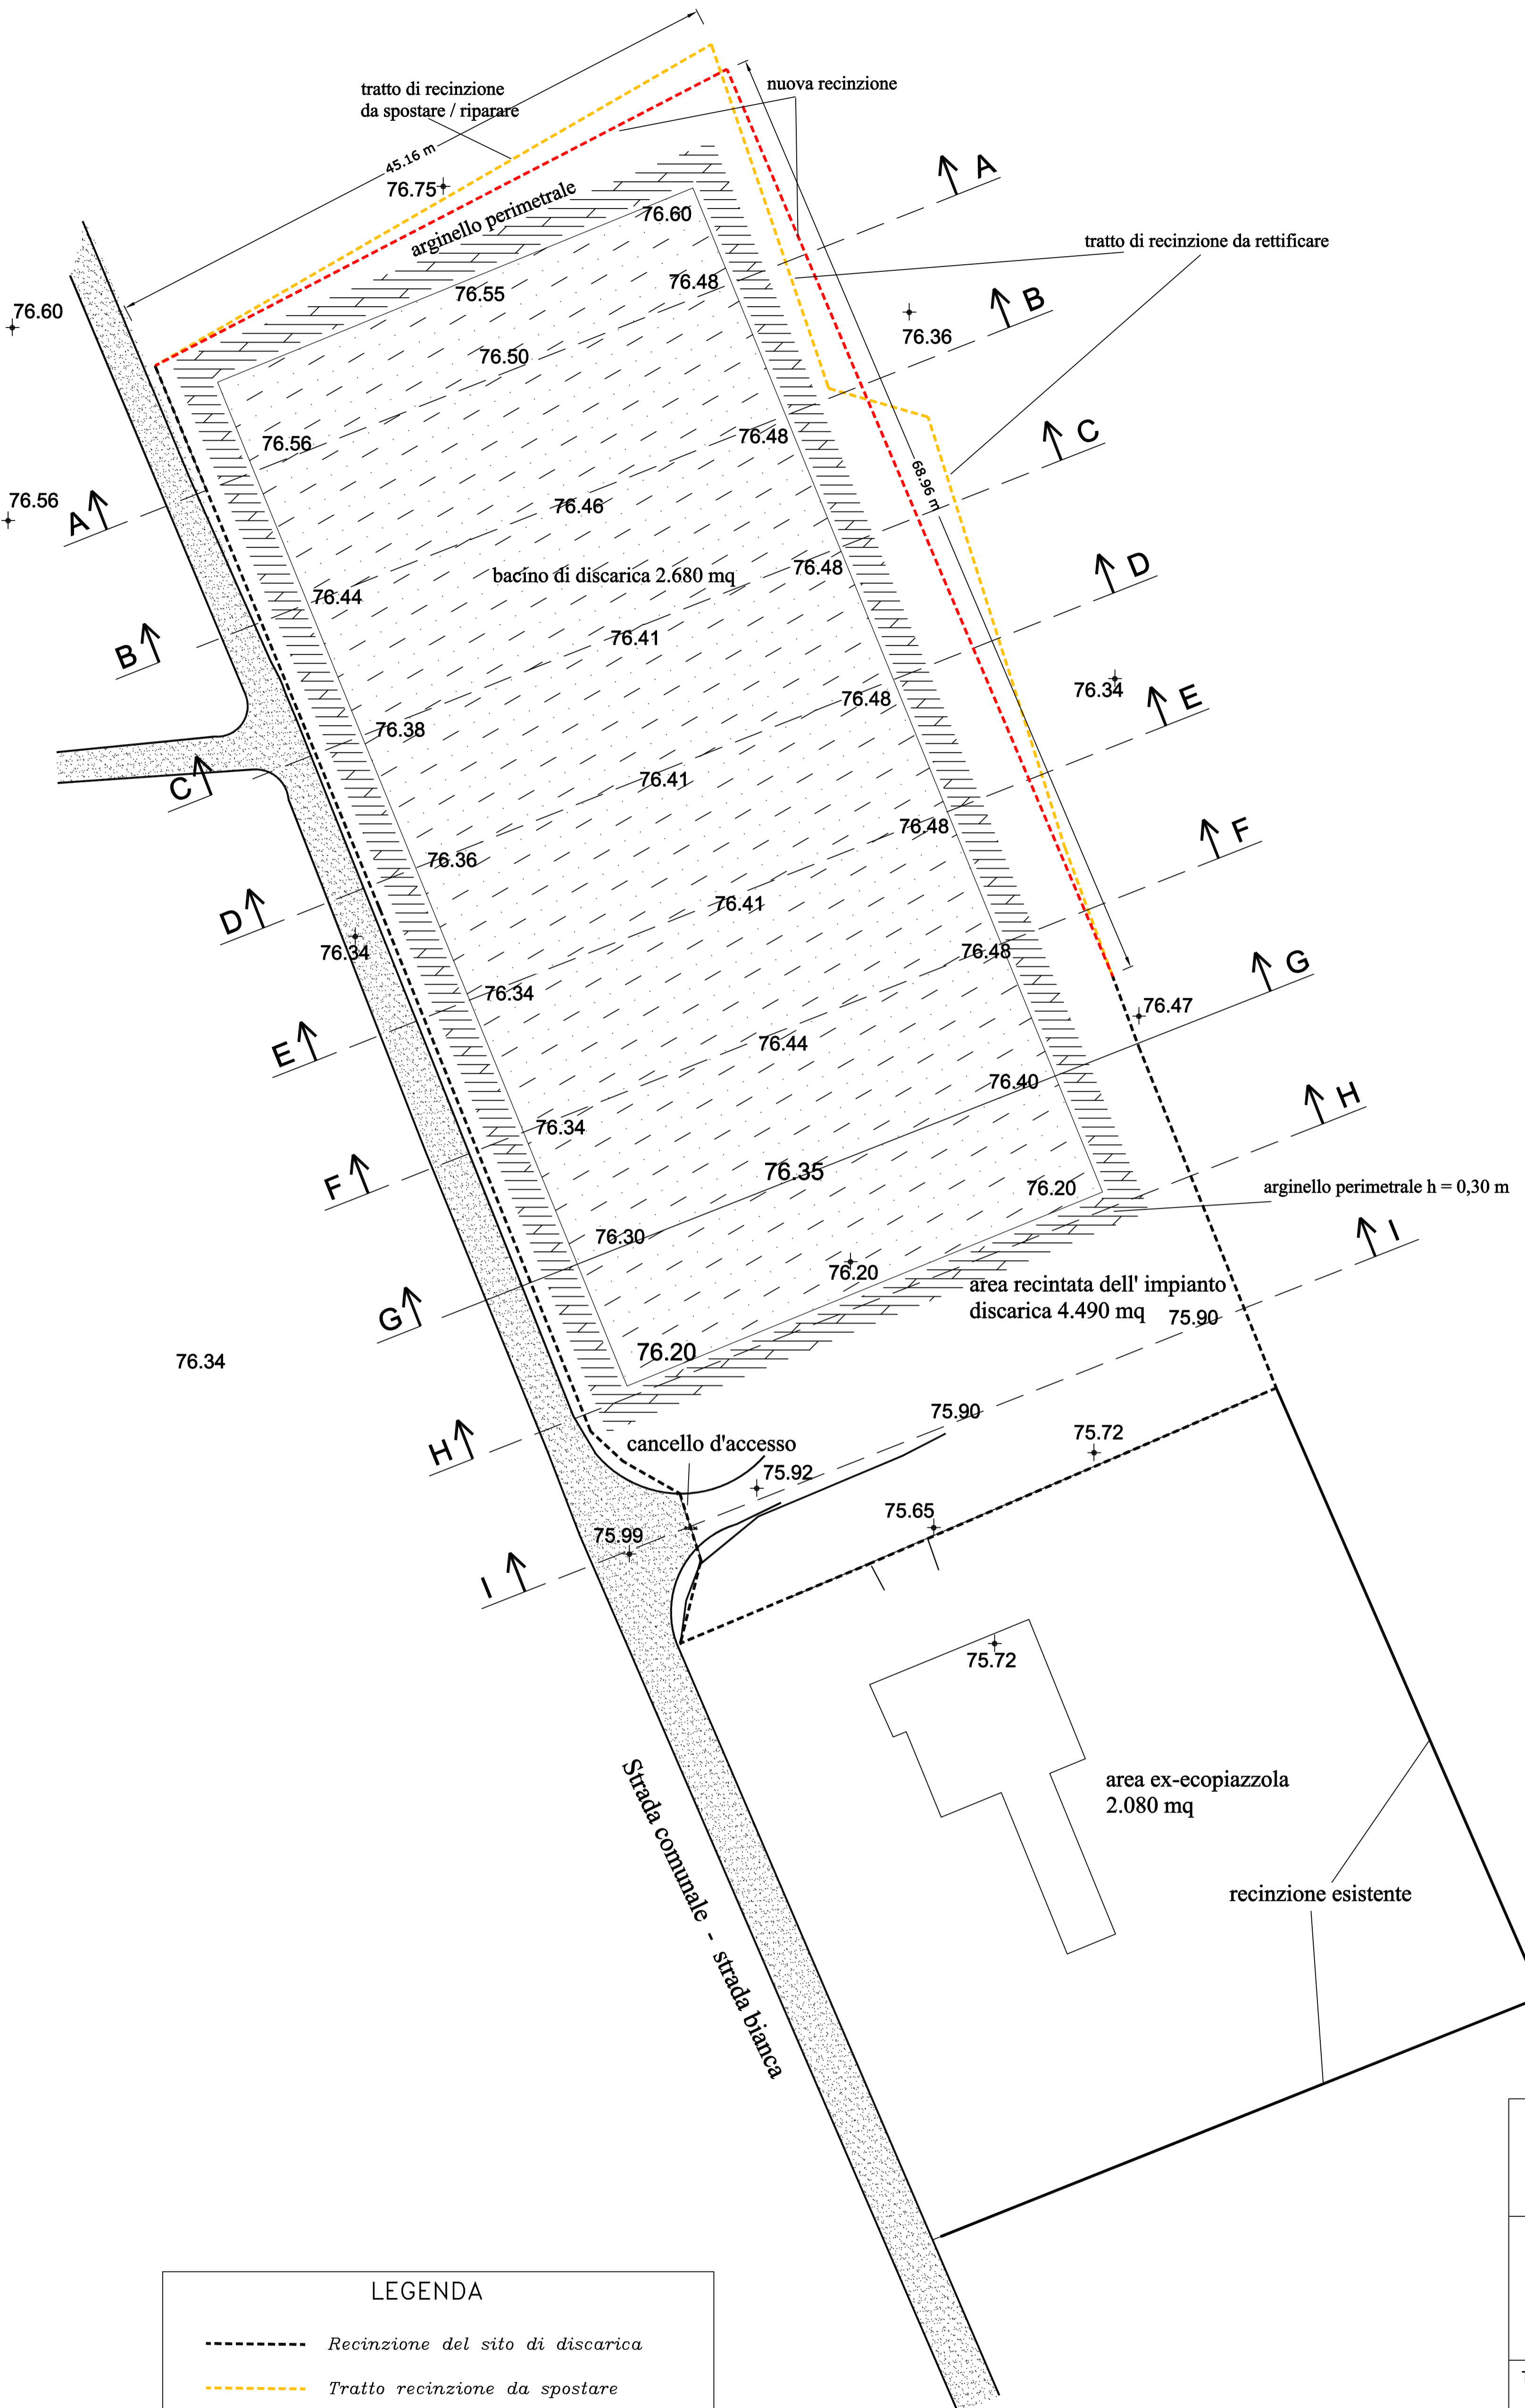 tratto di recinzione
da spostare / riparare
nuova recinzione
45.16 m
76.75
arginello perimetrale
A
76.60
tratto di recinzione da rettificare
76.48
76.55
B
76.60
76.36
76.50
C
76.56
76.48
68.96 m
76.56
A
76.46
D
bacino di discarica 2.680 mq
76.48
76.44
76.41
B
76.34
E
76.48
76.38
76.41
C
76.48
F
76.36
76.41
D
76.34
76.48
G
76.34
76.47
76.44
E
76.40
H
76.34
76.35
F
76.20
arginello perimetrale h = 0,30 m
76.30
I
76.20
area recintata dell' impianto
discarica 4.490 mq
75.90
G
76.34
76.20
75.90
H
cancello d'accesso
75.72
75.92
75.65
75.99
I
75.72
area ex-ecopiazzola
2.080 mq
Strada comunale - strada bianca
recinzione esistente
LEGENDA
Recinzione del sito di discarica
Tratto recinzione da spostare